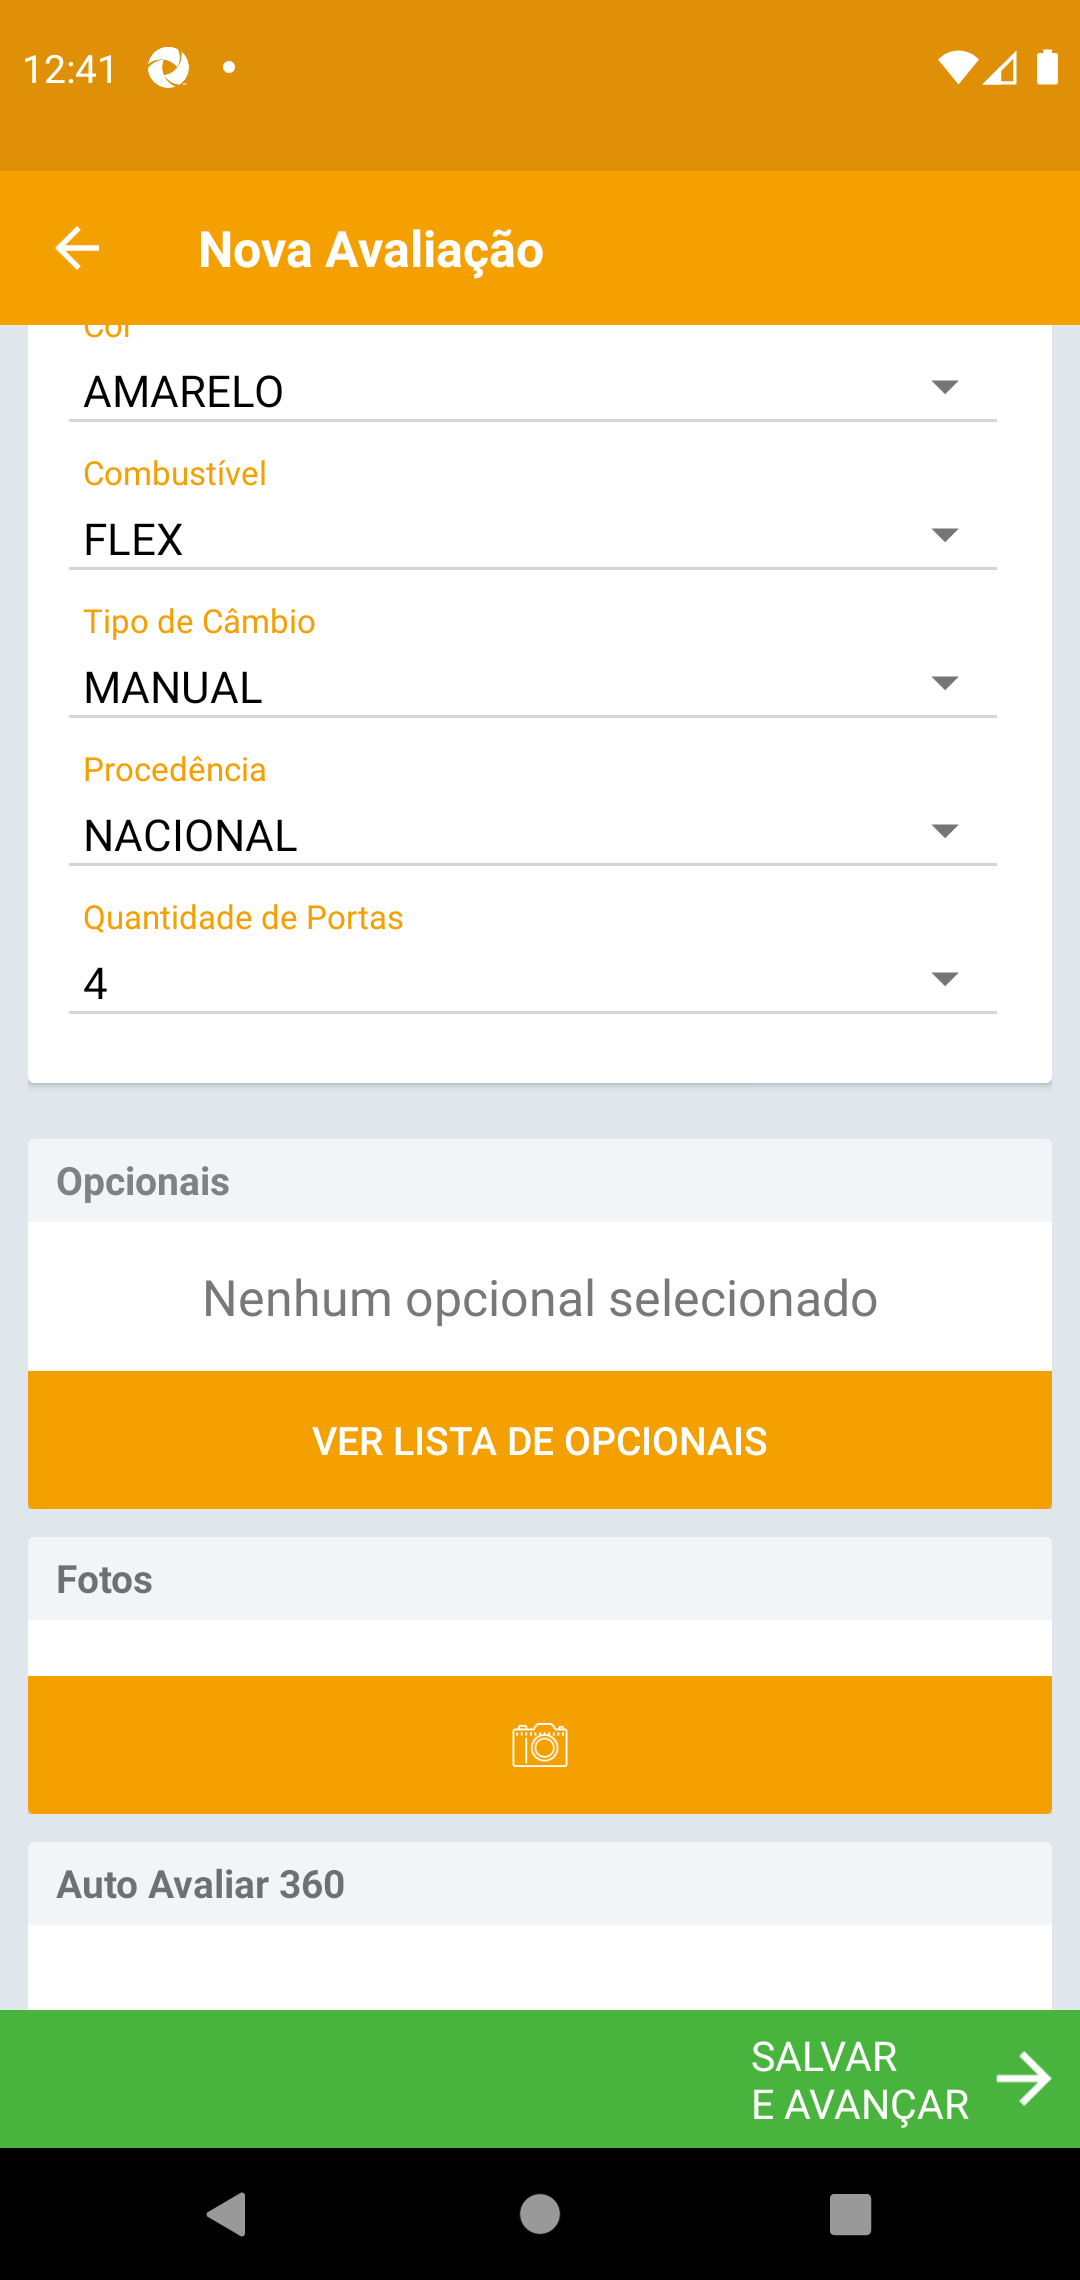 12:41
Nova Avaliação
Cor
AMARELO
Combustível
FLEX
Tipo de Câmbio
MANUAL
Procedência
NACIONAL
Quantidade de Portas
4
Opcionais
Nenhum opcional selecionado
VER LISTA DE OPCIONAIS
Fotos
Auto Avaliar 360
SALVAR
E AVANÇAR